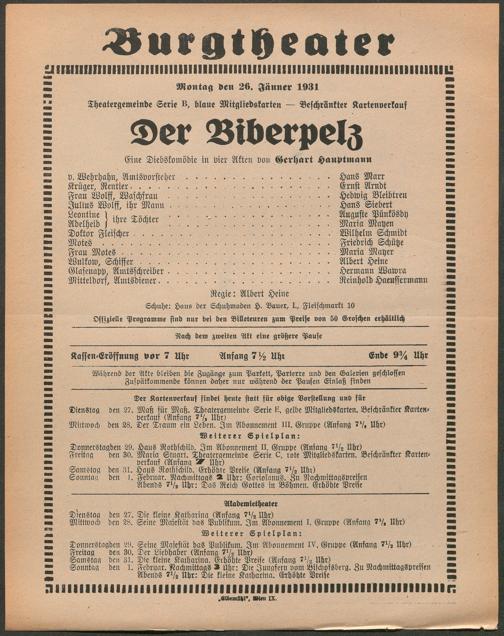 Burgtheater
Montag den 26. Jänner 1931
Theatergemeinde Serie B, blaue Mitgliedskarten — Beschränkter Kartenverkauf
Der Biberpelz
Eine Diebskomödie in vier Akten von Gerhart Hauptmann
v. Wehrhahn, Amtsvorsteher . . . Hans Marr
Krüger, Rentier . . . Ernst Arndt
Frau Wolff, Waschfrau . . . Hedwig Bleibtreu
Julius Wolff, ihr Mann . . . Hans Siebert
Leontine } ihre Töchter . . . Auguste Pünkösdy
Adelheid } . . . Maria Mayen
Doktor Fleischer . . . Wilhelm Schmidt
Motes . . . Friedrich Schütze
Frau Motes . . . Maria Mayer
Wulkow, Schiffer . . . Albert Heine
Glasenapp, Amtsschreiber . . . Hermann Wawra
Mitteldorf, Amtsdiener . . . Reinhold Haeussermann
Regie: Albert Heine
Schuhe: Haus der Schuhmoden H. Bauer, I., Fleischmarkt 10
Offizielle Programme sind nur bei den Billeteuren zum Preise von 50 Groschen erhältlich
Nach dem zweiten Akt eine größere Pause
Kassen-Eröffnung vor 7 Uhr Anfang 7½ Uhr Ende 9¾ Uhr
Während der Akte bleiben die Zugänge zum Parkett, Parterre und den Galerien geschlossen
Zuspätkommende können daher nur während der Pausen Einlaß finden
Der Kartenverkauf findet heute statt für obige Vorstellung und für
Dienstag den 27. Maß für Maß. Theatergemeinde Serie E, gelbe Mitgliedskarten. Beschränkter Karten-
verkauf (Anfang 7½ Uhr)
Mittwoch den 28. Der Traum ein Leben. Im Abonnement III. Gruppe (Anfang 7½ Uhr)
Weiterer Spielplan:
Donnerstag den 29. Haus Rothschild. Im Abonnement II. Gruppe (Anfang 7½ Uhr)
Freitag den 30. Maria Stuart. Theatergemeinde Serie C, rote Mitgliedskarten. Beschränkter Karten-
verkauf (Anfang 7 Uhr)
Samstag den 31. Haus Rothschild. Erhöhte Preise (Anfang 7½ Uhr)
Sonntag den 1. Februar. Nachmittags 2 Uhr: Coriolanus. Zu Nachmittagspreisen
Abends 7½ Uhr: Das Reich Gottes in Böhmen. Erhöhte Preise
Akademietheater
Dienstag den 27. Die kleine Katharina (Anfang 7½ Uhr)
Mittwoch den 28. Seine Majestät das Publikum. Im Abonnement I. Gruppe (Anfang 7½ Uhr)
Weiterer Spielplan:
Donnerstag den 29. Seine Majestät das Publikum. Im Abonnement IV. Gruppe (Anfang 7½ Uhr)
Freitag den 30. Der Liebhaber (Anfang 7½ Uhr)
Samstag den 31. Die kleine Katharina. Erhöhte Preise (Anfang 7½ Uhr)
Sonntag den 1. Februar. Nachmittags 3 Uhr: Die Jungfern vom Bischofsberg. Zu Nachmittagspreisen
Abends 7½ Uhr: Die kleine Katharina. Erhöhte Preise
„Elbemühl", Wien IX.